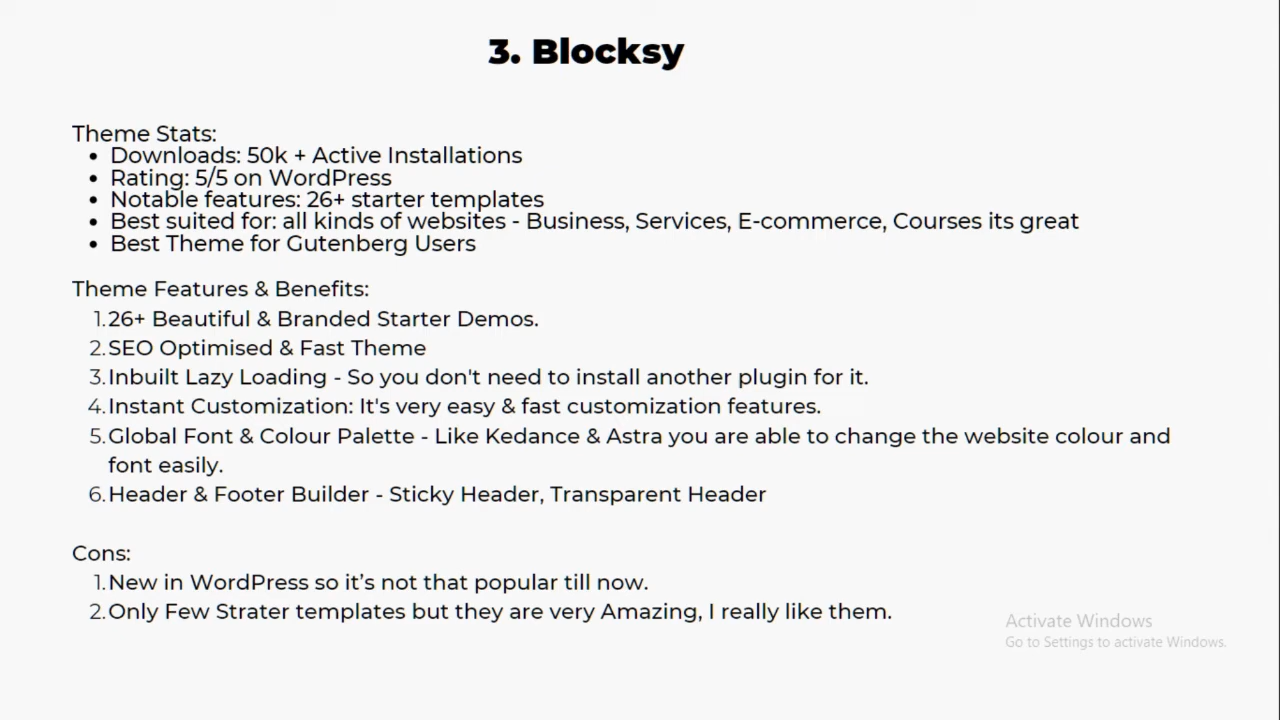 3. Blocksy
Theme Stats:
• Downloads: 50k + Active Installations
• Rating: 5/5 on WordPress
• Notable features: 26+ starter templates
• Best suited for: all kinds of websites - Business, Services, E-commerce, Courses its great
• Best Theme for Gutenberg Users
Theme Features & Benefits:
1. 26+ Beautiful & Branded Starter Demos.
2. SEO Optimised & Fast Theme
3. Inbuilt Lazy Loading - So you don't need to install another plugin for it.
4. Instant Customization: It's very easy & fast customization features.
5. Global Font & Colour Palette - Like Kedance & Astra you are able to change the website colour and
font easily.
6. Header & Footer Builder - Sticky Header, Transparent Header
Cons:
1. New in WordPress so it’s not that popular till now.
2. Only Few Strater templates but they are very Amazing, I really like them.
Activate Windows
Go to Settings to activate Windows.